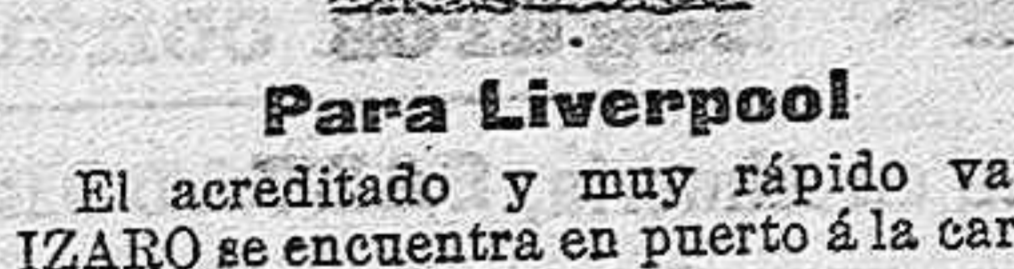 Para Liverpool
El acreditado y muy rápido va
IZARO se encuentra en puerto á la car